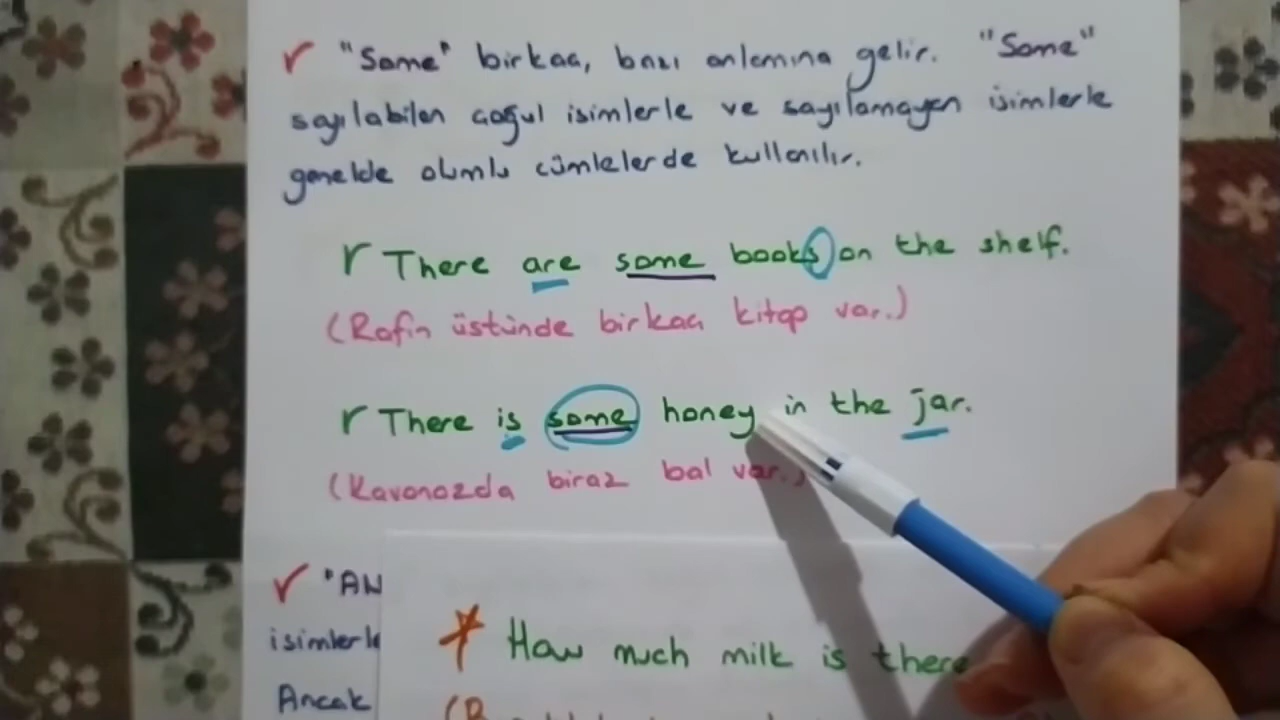 "Some" birkaç, bazı anlamına gelir. "Some"
sayılabilen çoğul isimlerle ve sayılamayan isimlerle
genelde olumlu cümlelerde kullanılır.
There are some books on the shelf.
(Rafın üstünde birkaç kitap var.)
There is some honey in the jar.
(Kavanozda biraz bal var.)
isimlerle
Ancak
* How much milk is there